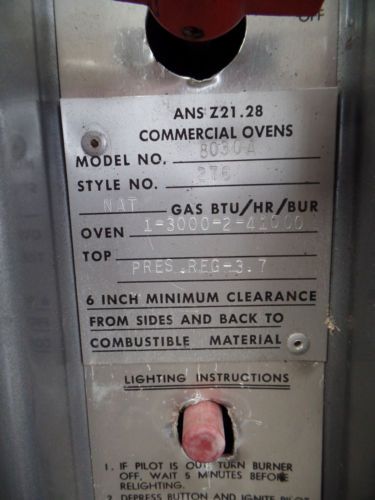 OFF
ANS Z21.28
COMMERCIAL OVENS
MODEL NO. 8030A
STYLE NO. 276
NAT GAS BTU/HR/BUR
OVEN 1-3000-2-41000
TOP
PRES.REG-3.7
6 INCH MINIMUM CLEARANCE
FROM SIDES AND BACK TO
COMBUSTIBLE MATERIAL
LIGHTING INSTRUCTIONS
1. IF PILOT IS OUT, TURN BURNER
OFF, WAIT 5 MINUTES BEFORE
RELIGHTING.
2. DEPRESS BUTTON AND IGNITE PILOT